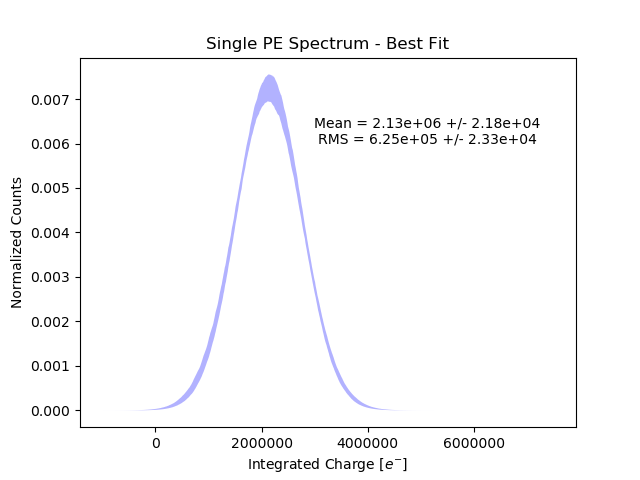 Single PE Spectrum - Best Fit
Mean = 2.13e+06 +/- 2.18e+04
RMS = 6.25e+05 +/- 2.33e+04
Normalized Counts
0.007
0.006
0.005
0.004
0.003
0.002
0.001
0.000
0 2000000 4000000 6000000
Integrated Charge [e⁻]